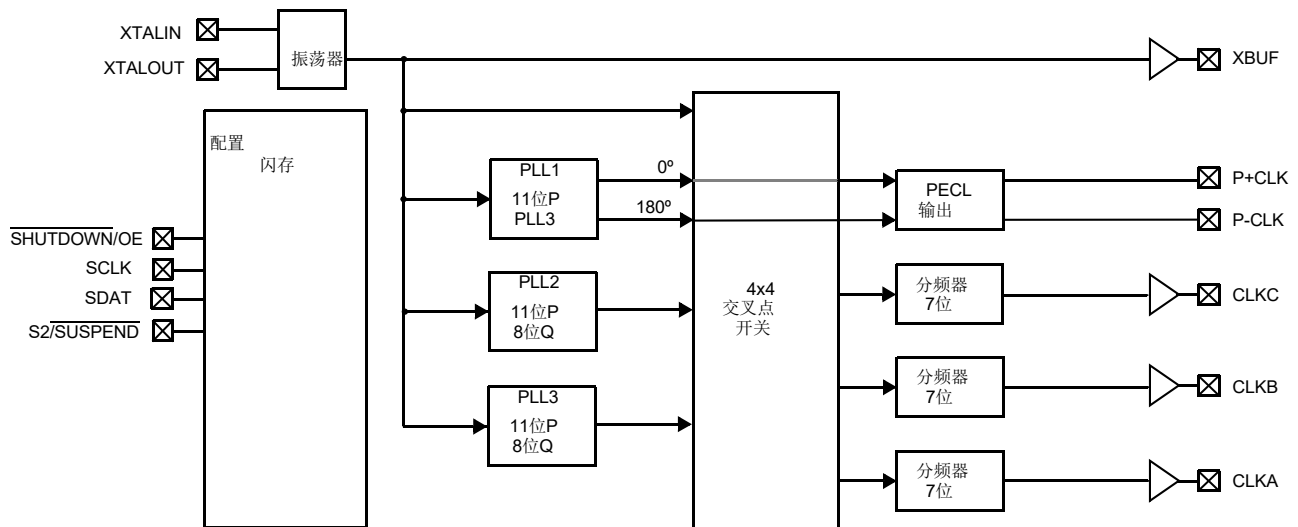 XTALIN
XTALOUT
振荡器
XBUF
配置
闪存
SHUTDOWN/OE
SCLK
SDAT
S2/SUSPEND
PLL1
11位P
PLL3
0º
180º
PLL2
11位P
8位Q
PLL3
11位P
8位Q
4x4
交叉点
开关
PECL
输出
P+CLK
P-CLK
分频器
7位
CLKC
分频器
7位
CLKB
分频器
7位
CLKA